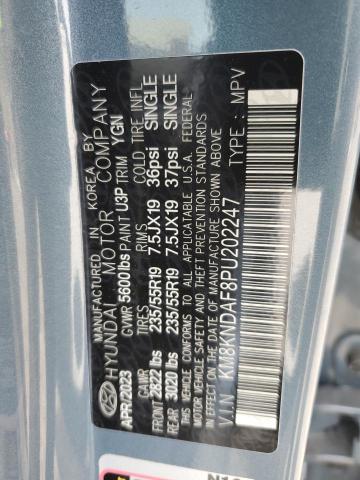 MANUFACTURED IN KOREA BY
HYUNDAI MOTOR COMPANY
APR/2023 GVWR 5600lbs PAINT U3P TRIM YGN
GAWR TIRES RIMS COLD TIRE INFL
FRONT 2822 lbs 235/55R19 7.5JX19 36psi SINGLE
REAR 3020 lbs 235/55R19 7.5JX19 37psi SINGLE
THIS VEHICLE CONFORMS TO ALL APPLICABLE U.S.A. FEDERAL
MOTOR VEHICLE SAFETY AND THEFT PREVENTION STANDARDS
IN EFFECT ON THE DATE OF MANUFACTURE SHOWN ABOVE
V.I.N : KM8KNDAF8PU202247 TYPE : MPV